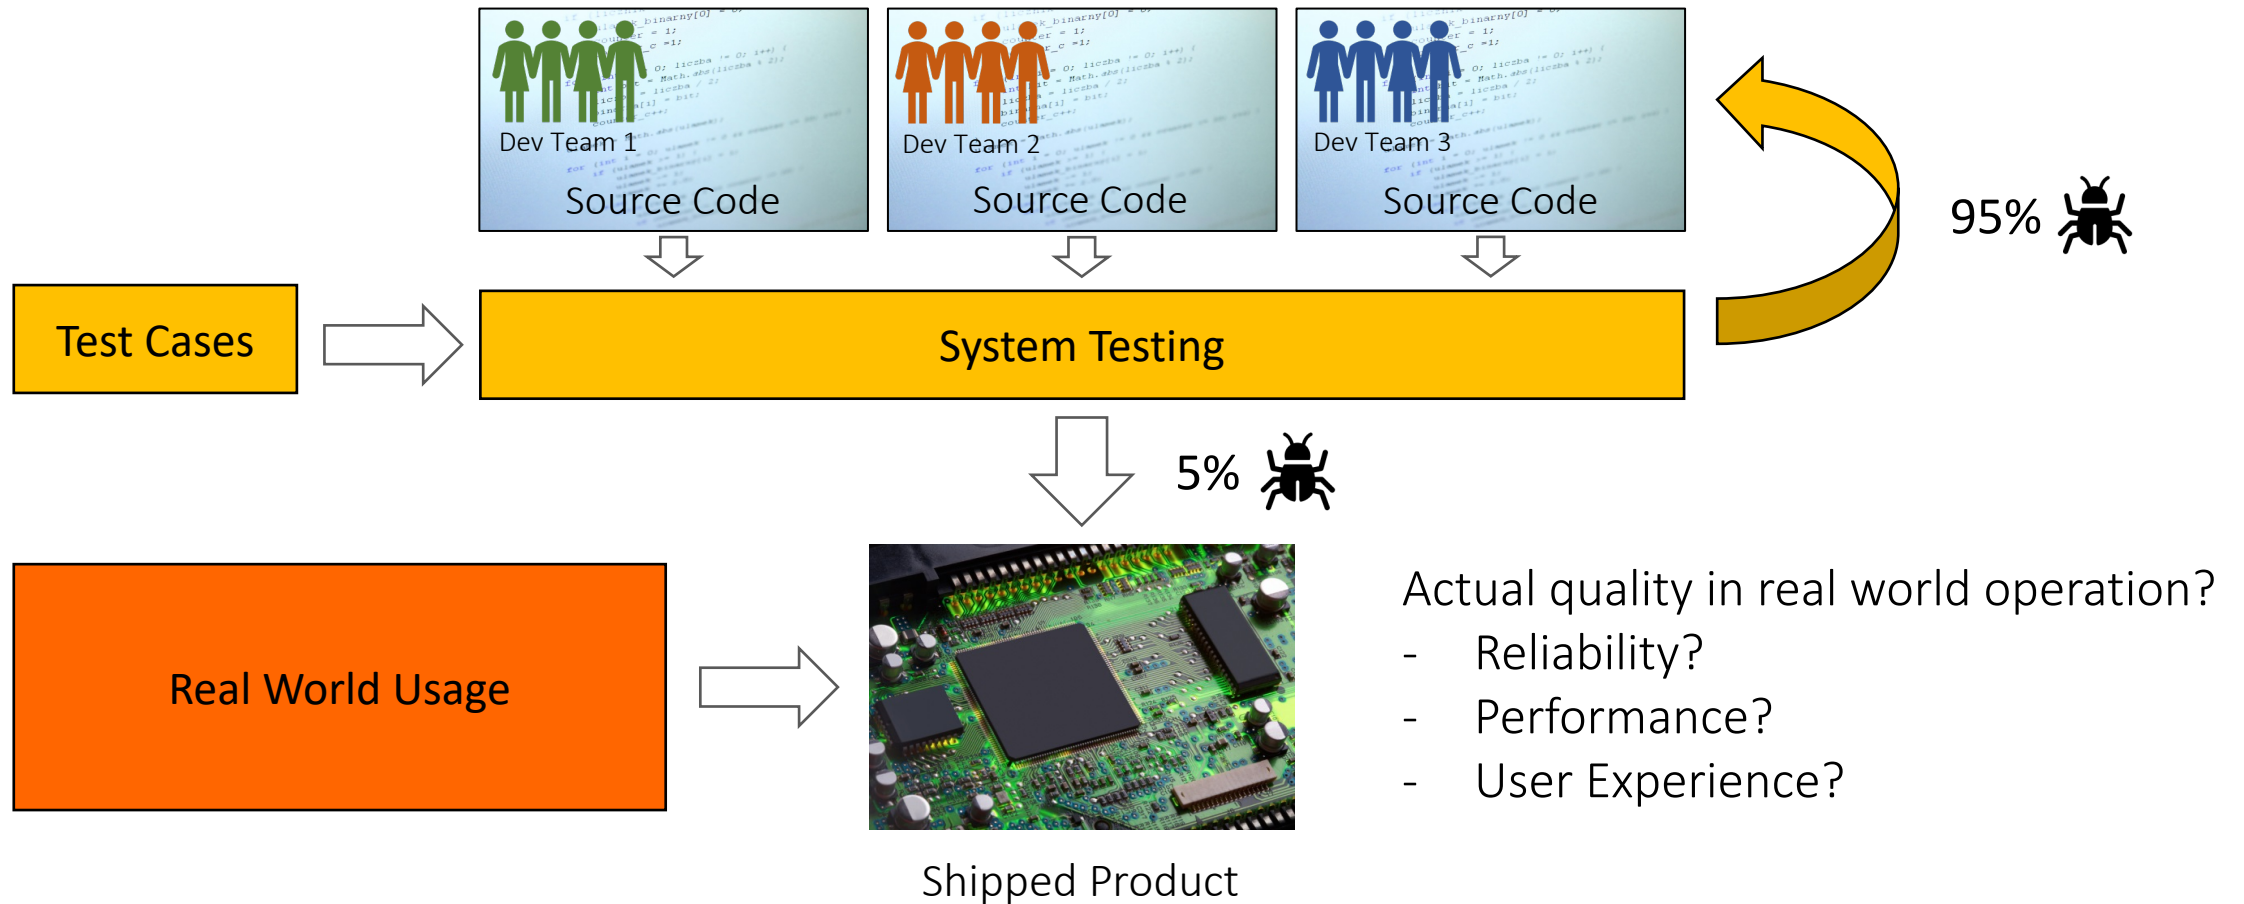 Dev Team 1
Source Code
Dev Team 2
Source Code
Dev Team 3
Source Code
95%
Test Cases
System Testing
5%
Real World Usage
Actual quality in real world operation?
- Reliability?
- Performance?
- User Experience?
Shipped Product